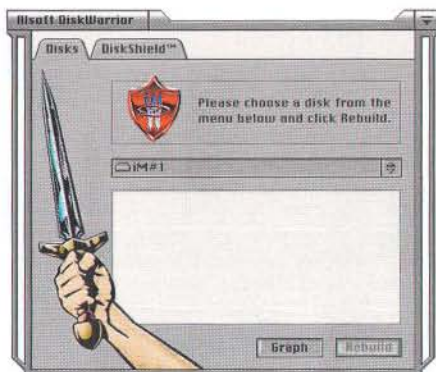 Alsoft DiskWarrior
Disks DiskShield™
Please choose a disk from the
menu below and click Rebuild.
iM#1
Graph Rebuild